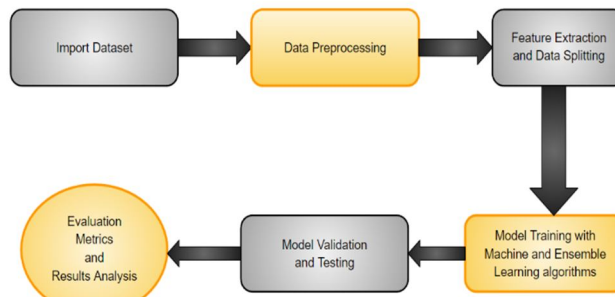 Import Dataset
Data Preprocessing
Feature Extraction
and Data Splitting
Model Training with
Machine and Ensemble
Learning algorithms
Model Validation
and Testing
Evaluation
Metrics
and
Results Analysis